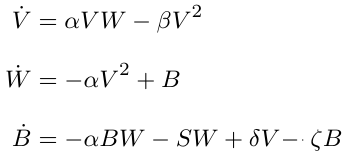 V̇ = αVW − βV²
Ẇ = −αV² + B
Ḃ = −αBW − SW + δV − ζB